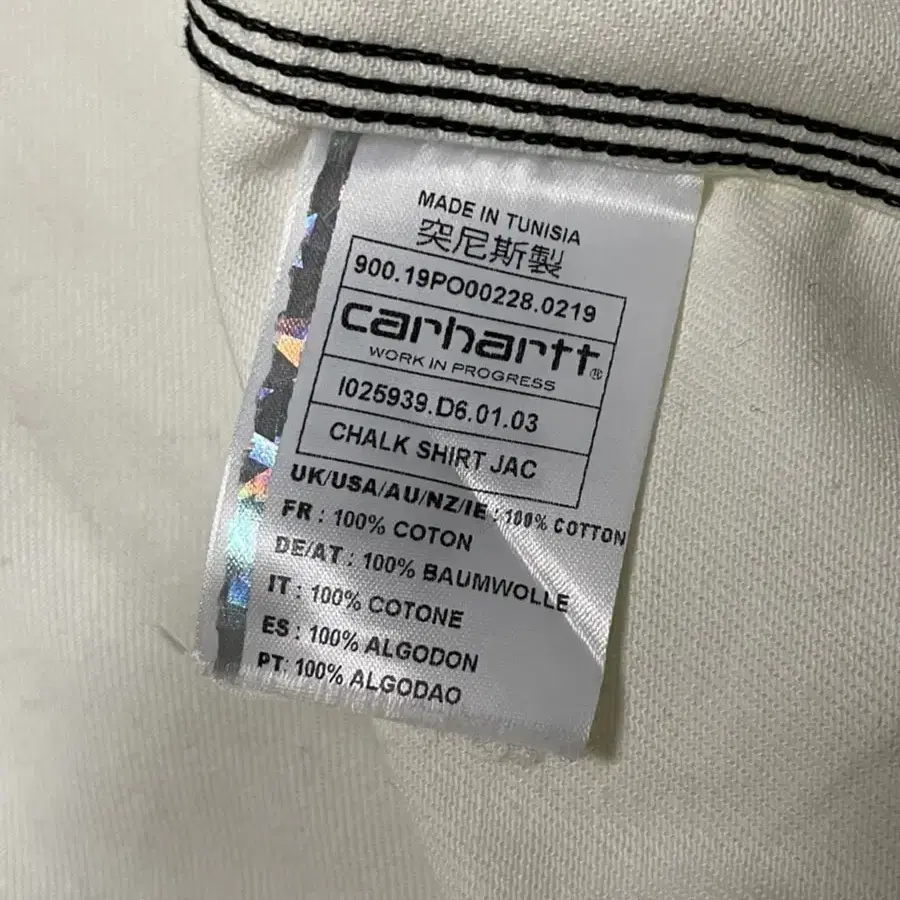 MADE IN TUNISIA
突尼斯製
900.19PO00228.0219
carhartt®
WORK IN PROGRESS
I025939.D6.01.03
CHALK SHIRT JAC
UK/USA/AU/NZ/IE : 100% COTTON
FR : 100% COTON
DE/AT : 100% BAUMWOLLE
IT : 100% COTONE
ES : 100% ALGODON
PT: 100% ALGODAO